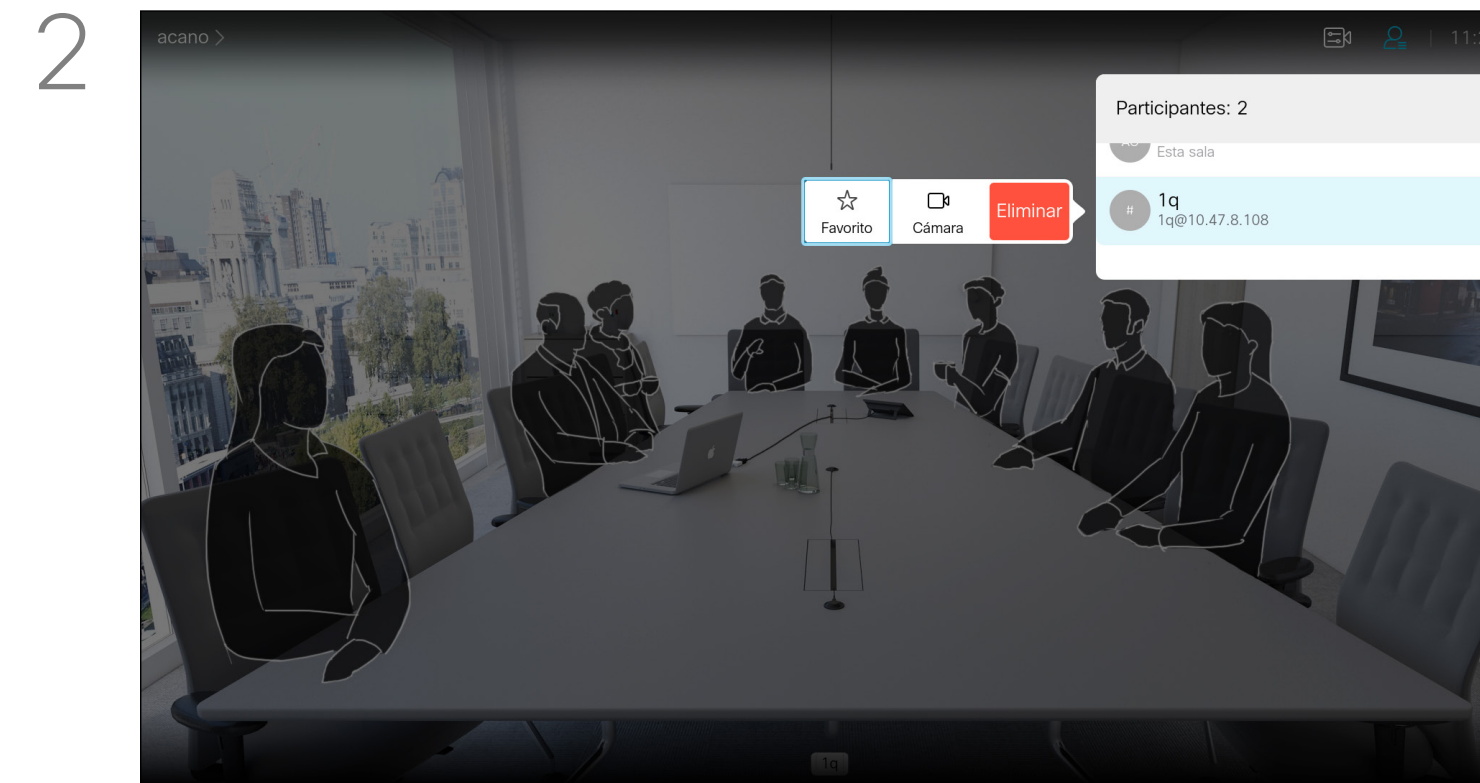 2
acano >
Participantes: 2
Esta sala
Favorito
Cámara
Eliminar
#
1q
1q@10.47.8.108
1q